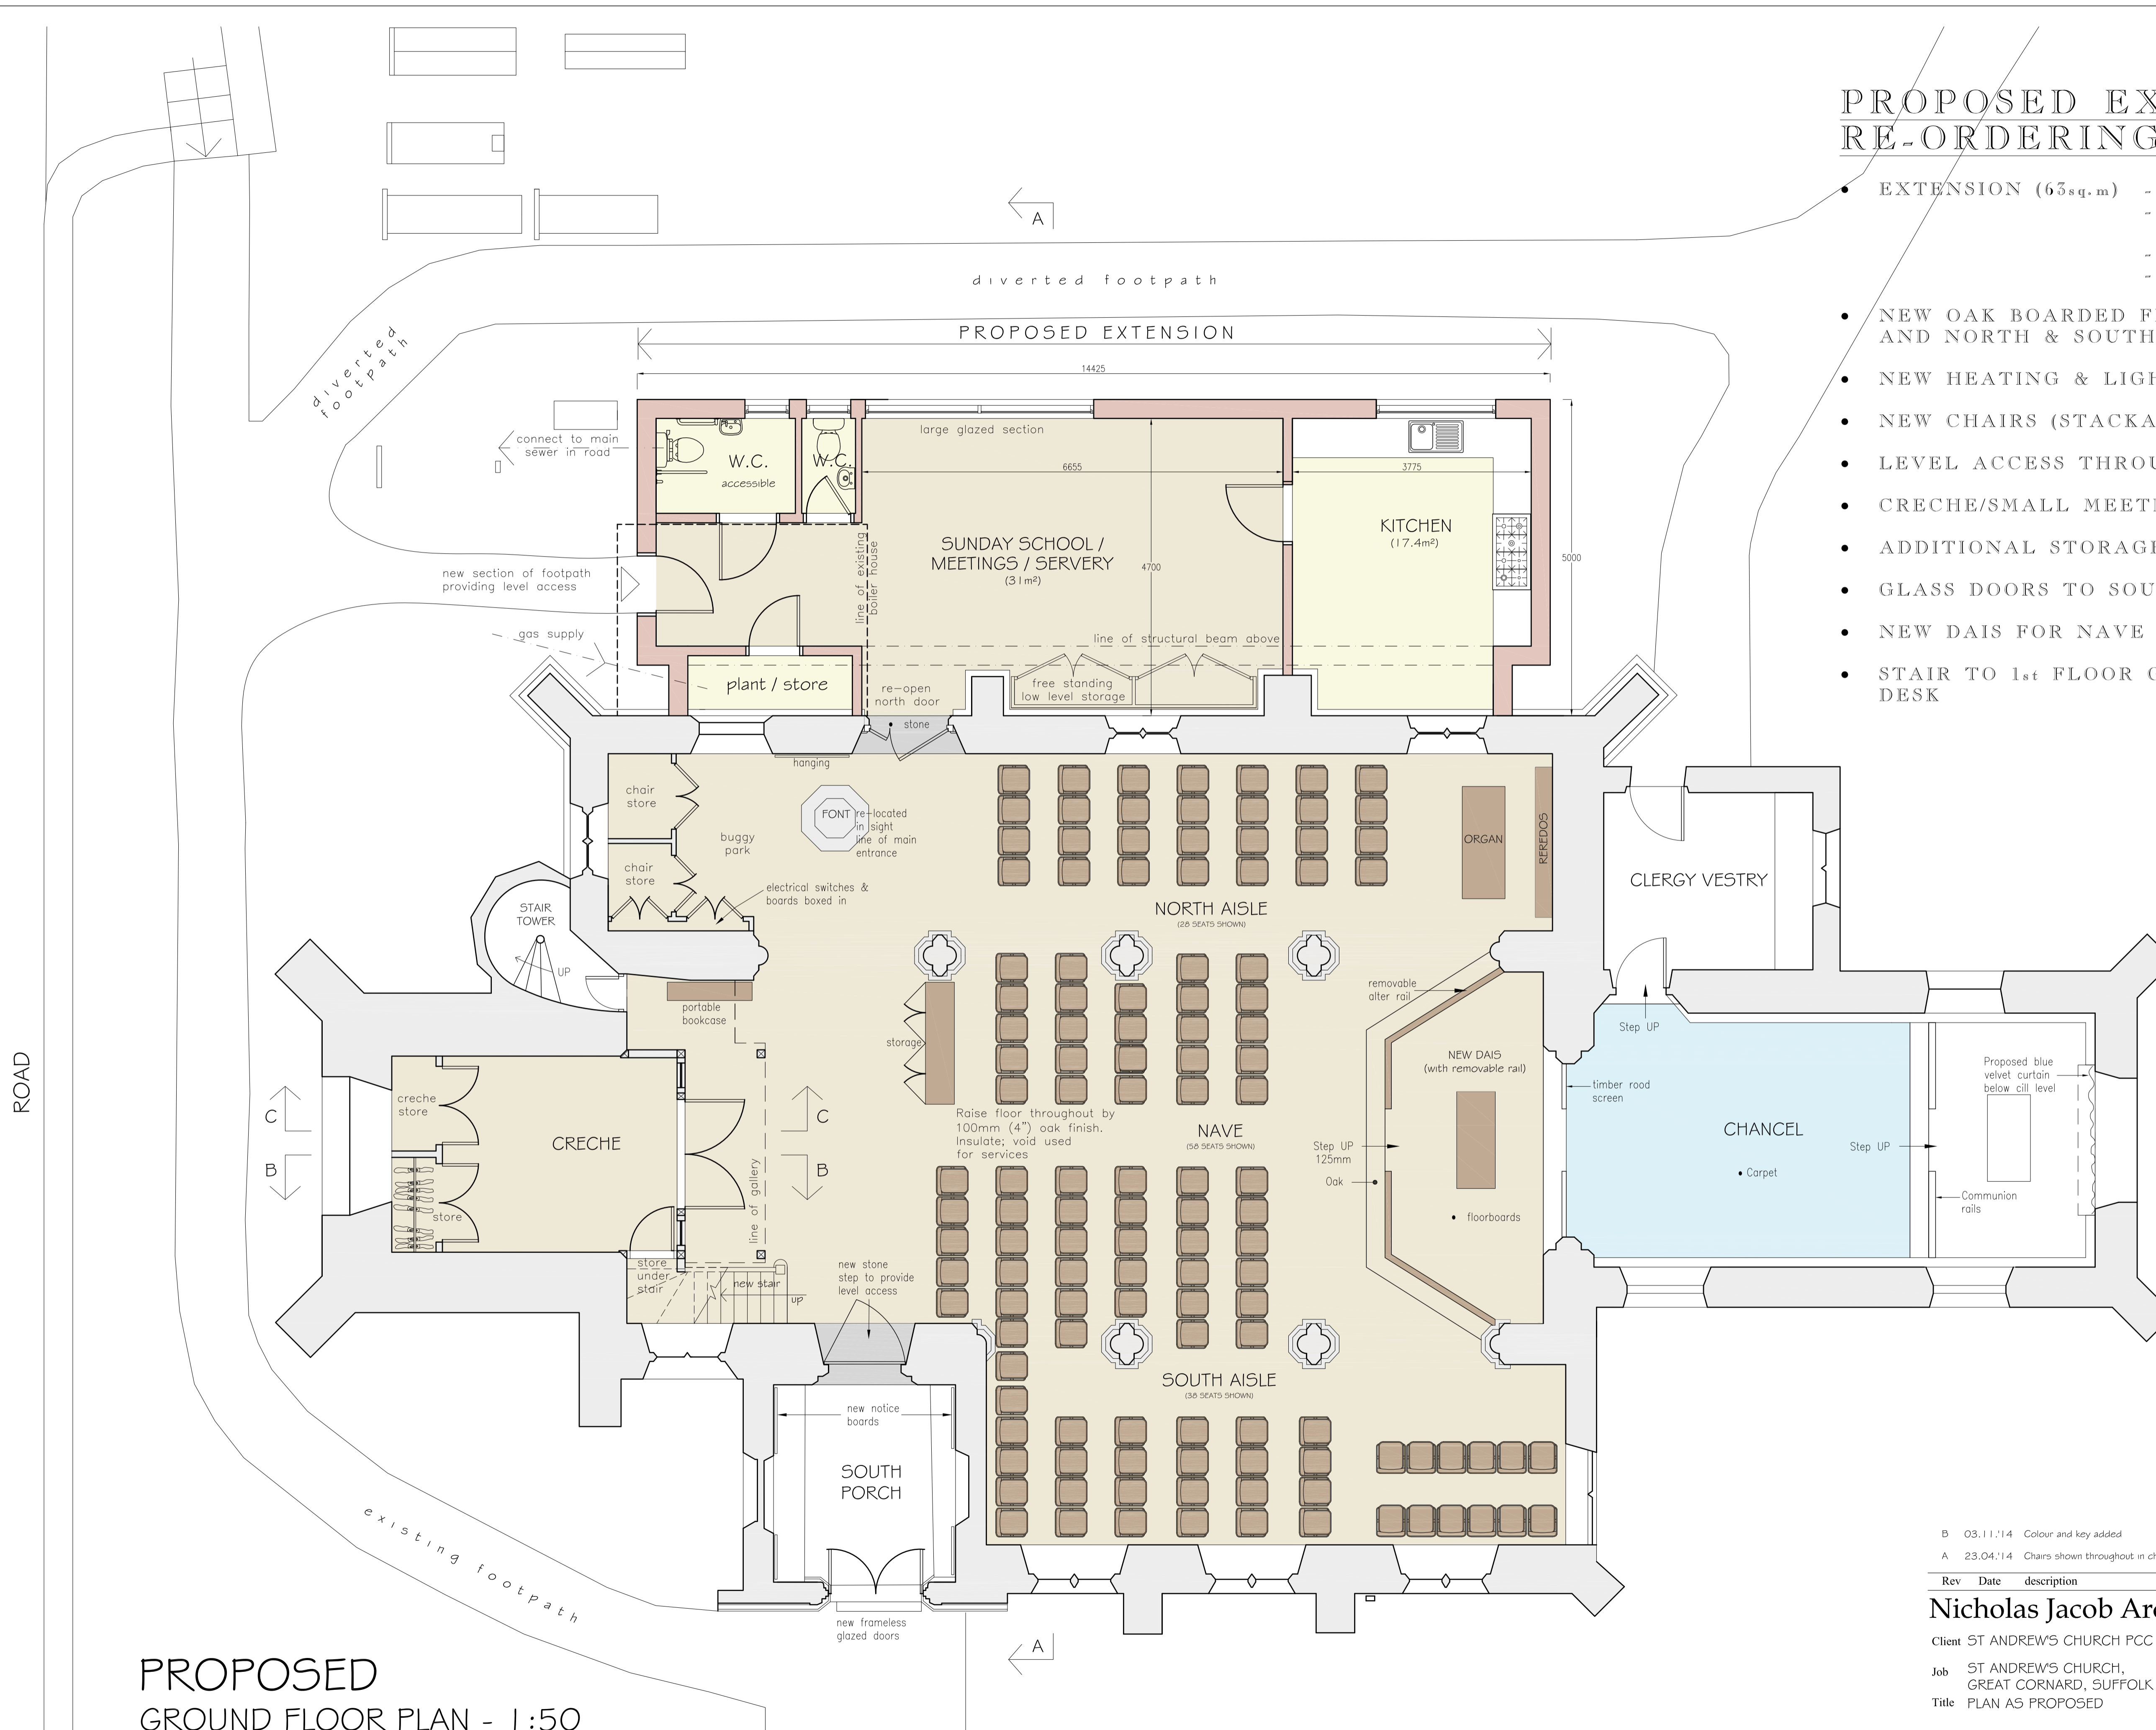 PROPOSED
RE-ORDERING
EXTENSION (63sq.m) -
-
-
-
NEW OAK BOARDED
AND NORTH & SOUTH
NEW HEATING &
NEW CHAIRS
LEVEL ACCESS
CRECHE/SMALL
ADDITIONAL STORAGE
GLASS DOORS TO
NEW DAIS FOR NAVE
STAIR TO 1st FLOOR
DESK
A
diverted footpath
diverted
footpath
PROPOSED EXTENSION
14425
connect to main
sewer in road
W.C.
accessible
W.C.
large glazed section
6655
3775
KITCHEN
(17.4m²)
SUNDAY SCHOOL /
MEETINGS / SERVERY
(31m²)
4700
5000
line of existing
boiler house
new section of footpath
providing level access
gas supply
line of structural beam above
plant / store
re-open
north door
free standing
low level storage
stone
hanging
chair
store
buggy
park
FONT
re-located
in sight
line of main
entrance
chair
store
electrical switches &
boards boxed in
ORGAN
REREDOS
CLERGY VESTRY
STAIR
TOWER
UP
NORTH AISLE
(28 SEATS SHOWN)
portable
bookcase
storage
removable
alter rail
Step UP
ROAD
NEW DAIS
(with removable rail)
timber rood
screen
Proposed blue
velvet curtain
below cill level
creche
store
C
C
CRECHE
Raise floor throughout by
100mm (4") oak finish.
Insulate; void used
for services
NAVE
(58 SEATS SHOWN)
Step UP
125mm
CHANCEL
Step UP
B
B
Carpet
Oak
Communion
rails
store
line of gallery
floorboards
store
under
stair
new stair
up
new stone
step to provide
level access
SOUTH AISLE
(38 SEATS SHOWN)
new notice
boards
SOUTH
PORCH
existing footpath
new frameless
glazed doors
A
PROPOSED
GROUND FLOOR PLAN - 1:50
B 03.11.'14 Colour and key added
A 23.04.'14 Chairs shown throughout in
Rev Date description
Nicholas Jacob
Client ST ANDREW'S CHURCH PCC
Job ST ANDREW'S CHURCH,
GREAT CORNARD, SUFFOLK
Title PLAN AS PROPOSED